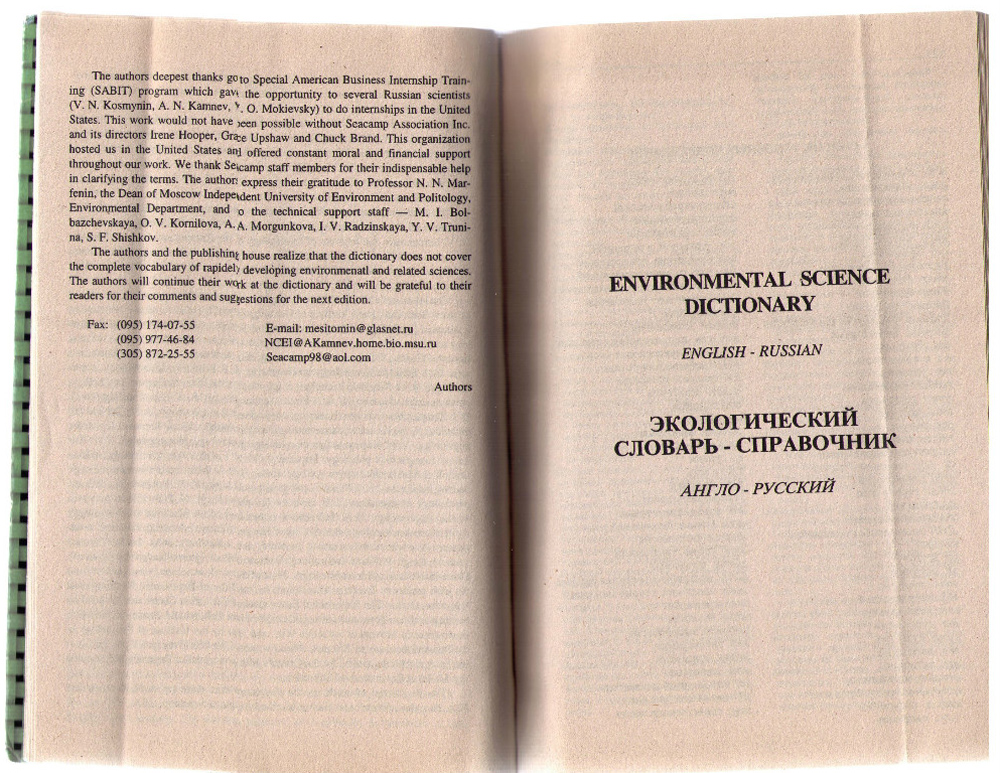 The authors deepest thanks go to Special American Business Internship Train-
ing (SABIT) program which gave the opportunity to several Russian scientists
(V. N. Kosmynin, A. N. Kamnev, V. O. Mokievsky) to do internships in the United
States. This work would not have been possible without Seacamp Association Inc.
and its directors Irene Hooper, Grace Upshaw and Chuck Brand. This organization
hosted us in the United States and offered constant moral and financial support
throughout our work. We thank Seacamp staff members for their indispensable help
in clarifying the terms. The authors express their gratitude to Professor N. N. Mar-
fenin, the Dean of Moscow Independent University of Environment and Politology,
Environmental Department, and to the technical support staff — M. I. Bol-
bazchevskaya, O. V. Kornilova, A. A. Morgunkova, I. V. Radzinskaya, Y. V. Truni-
na, S. F. Shishkov.
The authors and the publishing house realize that the dictionary does not cover
the complete vocabulary of rapidely developing environmenatl and related sciences.
The authors will continue their work at the dictionary and will be grateful to their
readers for their comments and suggestions for the next edition.
Fax: (095) 174-07-55 E-mail: mesitomin@glasnet.ru
(095) 977-46-84 NCEI@AKamnev.home.bio.msu.ru
(305) 872-25-55 Seacamp98@aol.com
Authors
ENVIRONMENTAL SCIENCE
DICTIONARY
ENGLISH - RUSSIAN
ЭКОЛОГИЧЕСКИЙ
СЛОВАРЬ - СПРАВОЧНИК
АНГЛО - РУССКИЙ